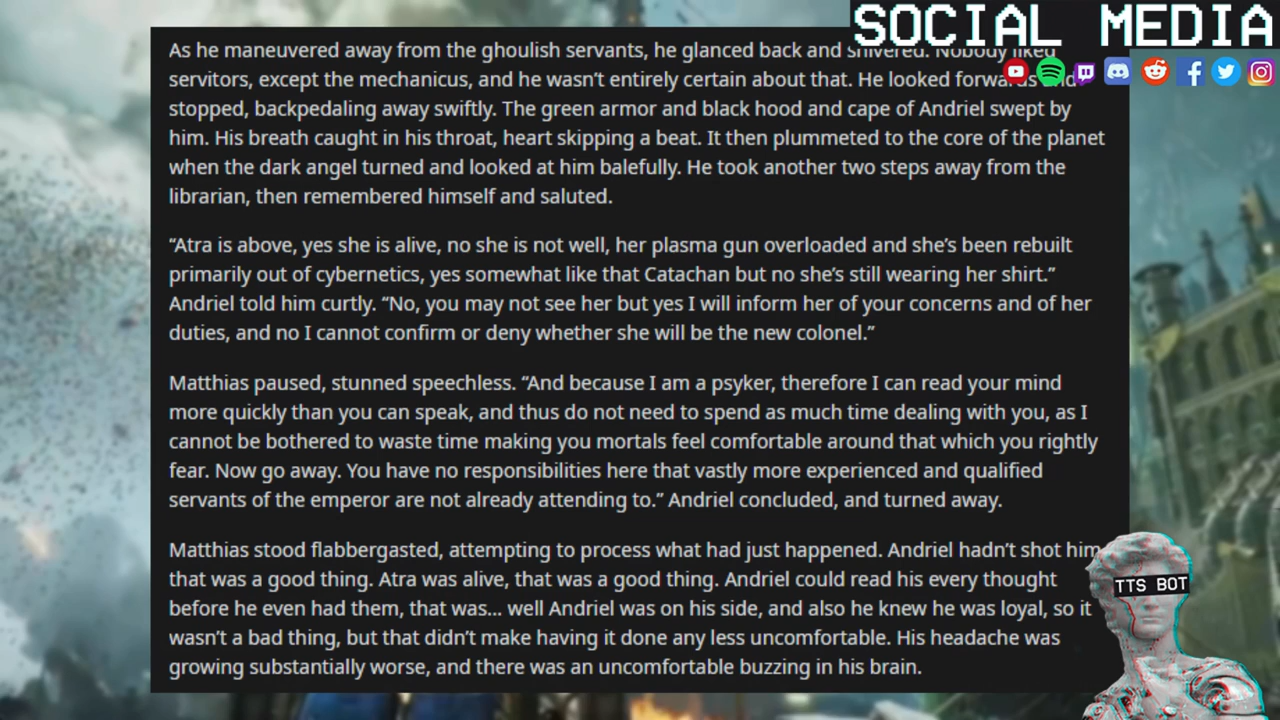 SOCIAL MEDIA
As he maneuvered away from the ghoulish servants, he glanced back and shivered. Nobody liked
servitors, except the mechanicus, and he wasn’t entirely certain about that. He looked forwards and
stopped, backpedaling away swiftly. The green armor and black hood and cape of Andriel swept by
him. His breath caught in his throat, heart skipping a beat. It then plummeted to the core of the planet
when the dark angel turned and looked at him balefully. He took another two steps away from the
librarian, then remembered himself and saluted.
“Atra is above, yes she is alive, no she is not well, her plasma gun overloaded and she’s been rebuilt
primarily out of cybernetics, yes somewhat like that Catachan but no she’s still wearing her shirt.”
Andriel told him curtly. “No, you may not see her but yes I will inform her of your concerns and of her
duties, and no I cannot confirm or deny whether she will be the new colonel.”
Matthias paused, stunned speechless. “And because I am a psyker, therefore I can read your mind
more quickly than you can speak, and thus do not need to spend as much time dealing with you, as I
cannot be bothered to waste time making you mortals feel comfortable around that which you rightly
fear. Now go away. You have no responsibilities here that vastly more experienced and qualified
servants of the emperor are not already attending to.” Andriel concluded, and turned away.
Matthias stood flabbergasted, attempting to process what had just happened. Andriel hadn’t shot him,
that was a good thing. Atra was alive, that was a good thing. Andriel could read his every thought
before he even had them, that was... well Andriel was on his side, and also he knew he was loyal, so it
wasn’t a bad thing, but that didn’t make having it done any less uncomfortable. His headache was
growing substantially worse, and there was an uncomfortable buzzing in his brain.
TTS BOT